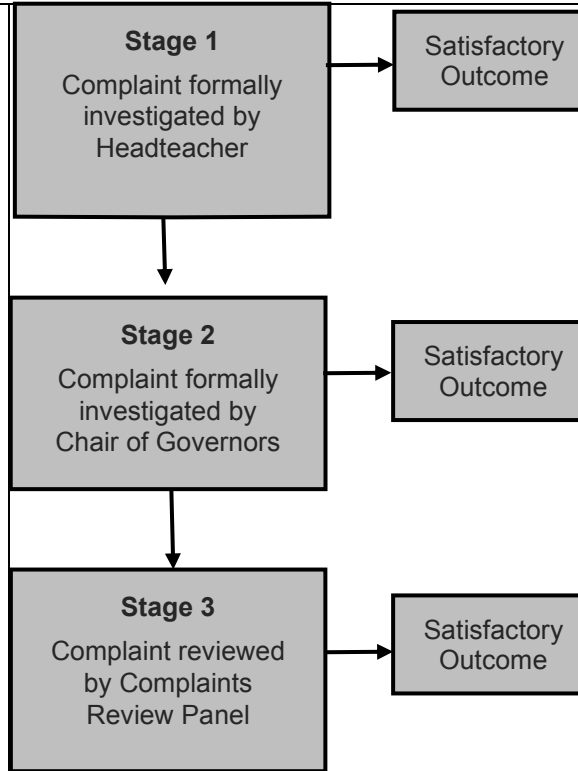 Stage 1
Complaint formally
investigated by
Headteacher
Satisfactory
Outcome
Stage 2
Complaint formally
investigated by
Chair of Governors
Satisfactory
Outcome
Stage 3
Complaint reviewed
by Complaints
Review Panel
Satisfactory
Outcome